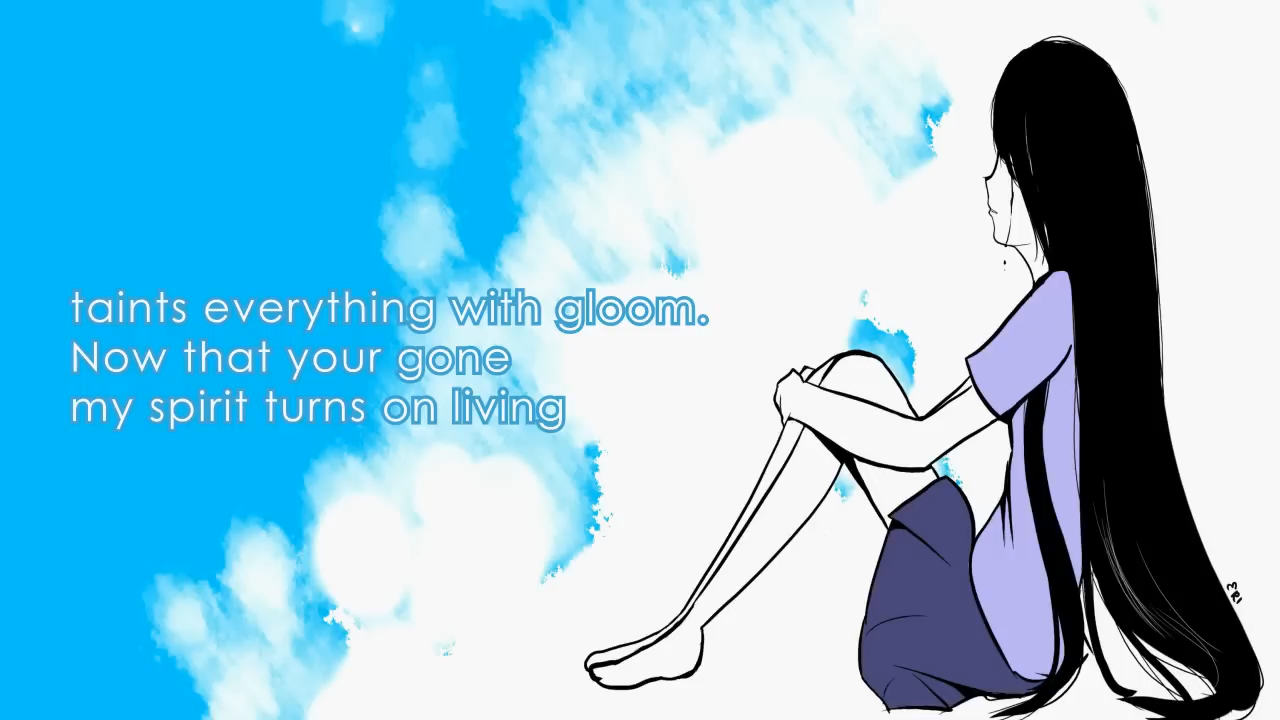 taints everything with gloom.
Now that your gone
my spirit turns on living